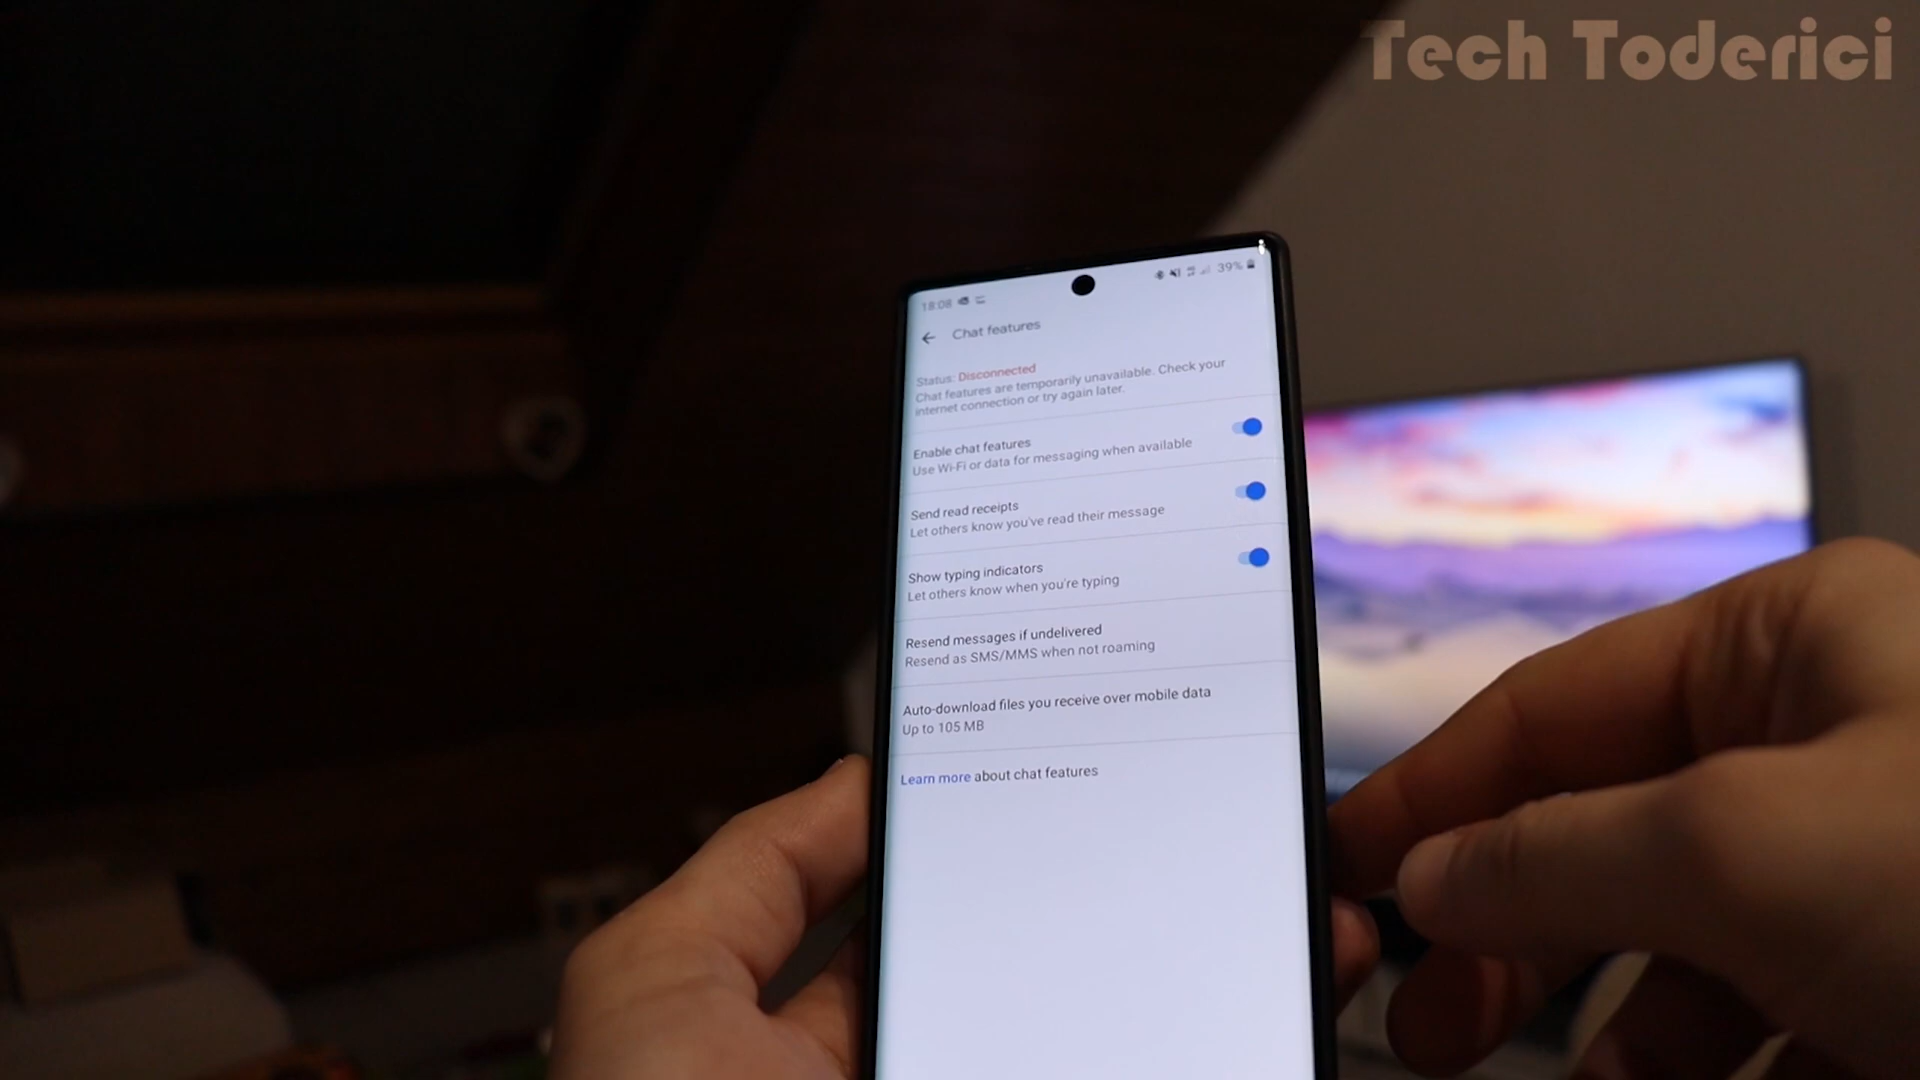 Tech Toderici
18:08
39%
Chat features
Status: Disconnected
Chat features are temporarily unavailable. Check your
internet connection or try again later.
Enable chat features
Use Wi-Fi or data for messaging when available
Send read receipts
Let others know you've read their message
Show typing indicators
Let others know when you're typing
Resend messages if undelivered
Resend as SMS/MMS when not roaming
Auto-download files you receive over mobile data
Up to 105 MB
Learn more about chat features